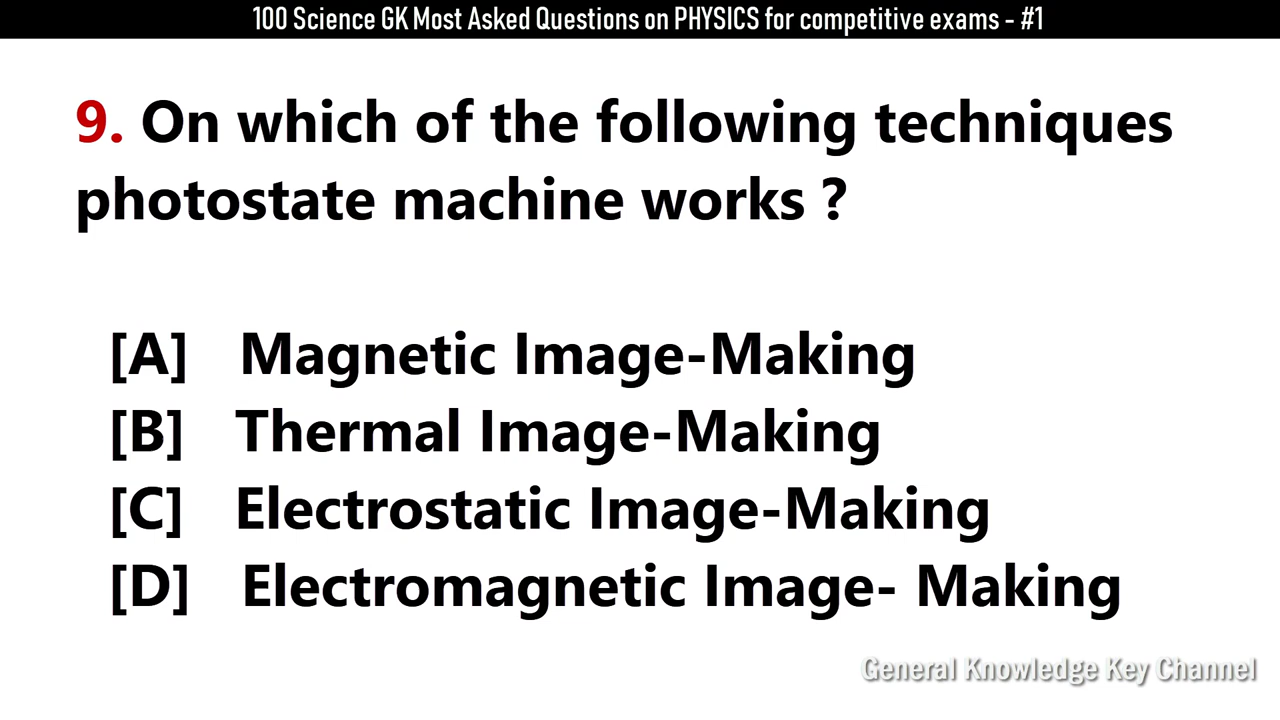 100 Science GK Most Asked Questions on PHYSICS for competitive exams - #1
9. On which of the following techniques
photostate machine works ?
[A] Magnetic Image-Making
[B] Thermal Image-Making
[C] Electrostatic Image-Making
[D] Electromagnetic Image- Making
General Knowledge Key Channel